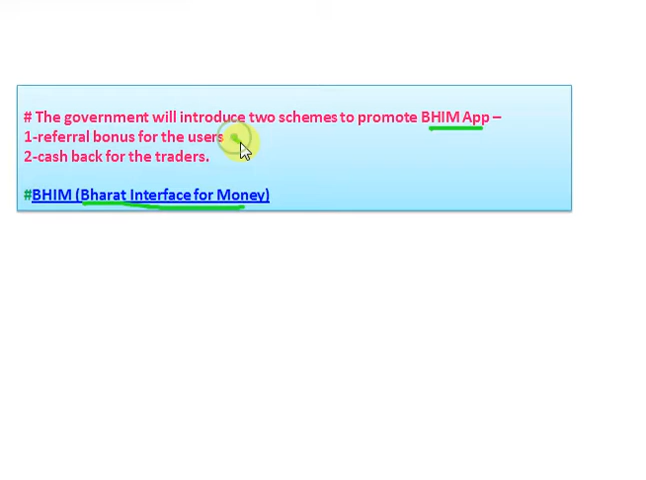 # The government will introduce two schemes to promote BHIM App –
1-referral bonus for the users
2-cash back for the traders.
#BHIM (Bharat Interface for Money)